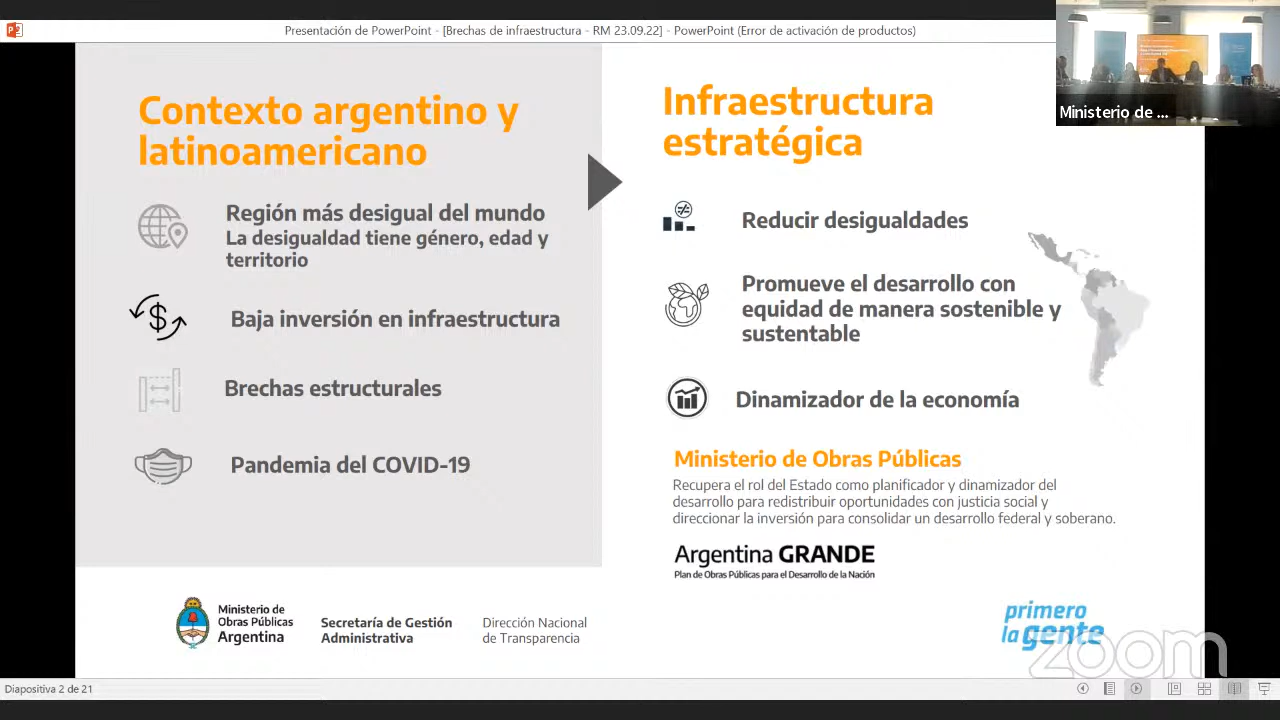 Presentación de PowerPoint - [Brechas de infraestructura - RM 23.09.22] - PowerPoint (Error de activación de productos)
Ministerio de ...
Contexto argentino y
latinoamericano
Región más desigual del mundo
La desigualdad tiene género, edad y
territorio
Baja inversión en infraestructura
Brechas estructurales
Pandemia del COVID-19
Infraestructura
estratégica
Reducir desigualdades
Promueve el desarrollo con
equidad de manera sostenible y
sustentable
Dinamizador de la economía
Ministerio de Obras Públicas
Recupera el rol del Estado como planificador y dinamizador del
desarrollo para redistribuir oportunidades con justicia social y
direccionar la inversión para consolidar un desarrollo federal y soberano.
Argentina GRANDE
Plan de Obras Públicas para el Desarrollo de la Nación
Ministerio de
Obras Públicas
Argentina
Secretaría de Gestión
Administrativa
Dirección Nacional
de Transparencia
primero
la gente
zoom
Diapositiva 2 de 21